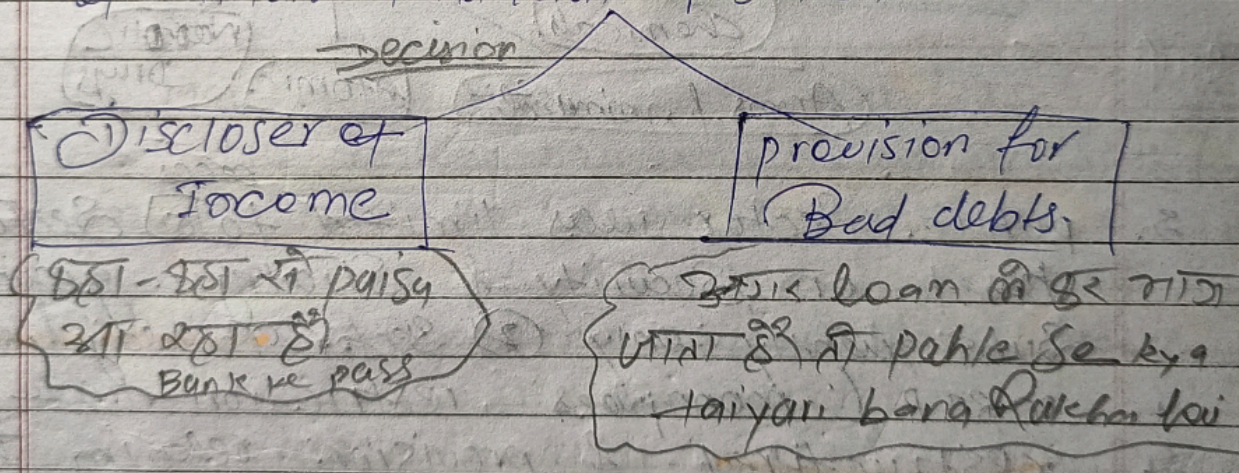 Decision
Discloser of
Income
provision for
Bad debts.
कहा-कहा से paisa
आ रहा है
Bank ke pass
अगर loan ले कर भाग
जाता है तो pahle se kya
taiyari bana Rakha hai